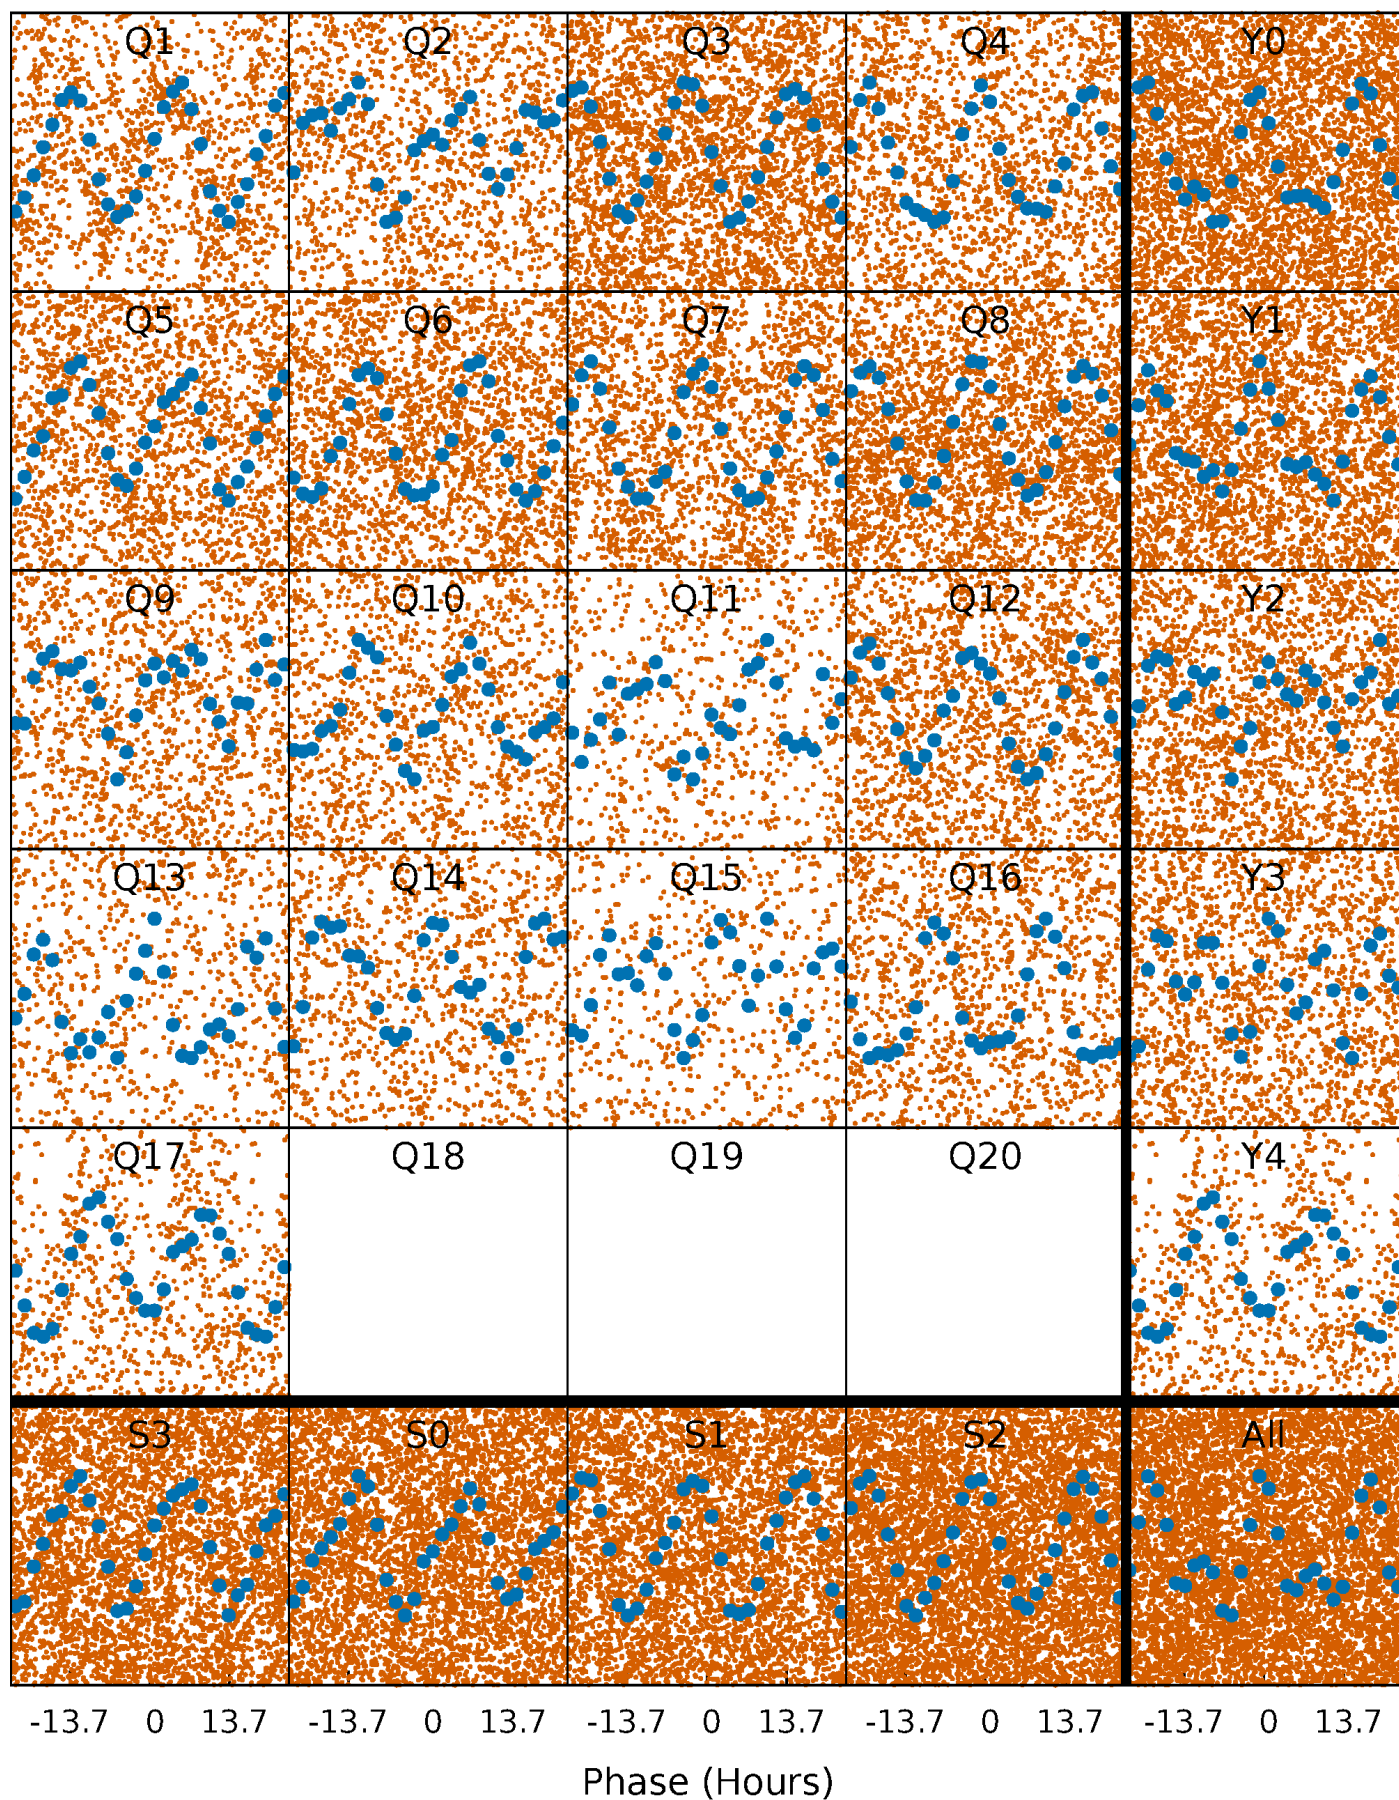 Q1 Q2 Q3 Q4 Y0
Q5 Q6 Q7 Q8 Y1
Q9 Q10 Q11 Q12 Y2
Q13 Q14 Q15 Q16 Y3
Q17 Q18 Q19 Q20 Y4
S3 S0 S1 S2 All
-13.7 0 13.7 -13.7 0 13.7 -13.7 0 13.7 -13.7 0 13.7 -13.7 0 13.7
Phase (Hours)